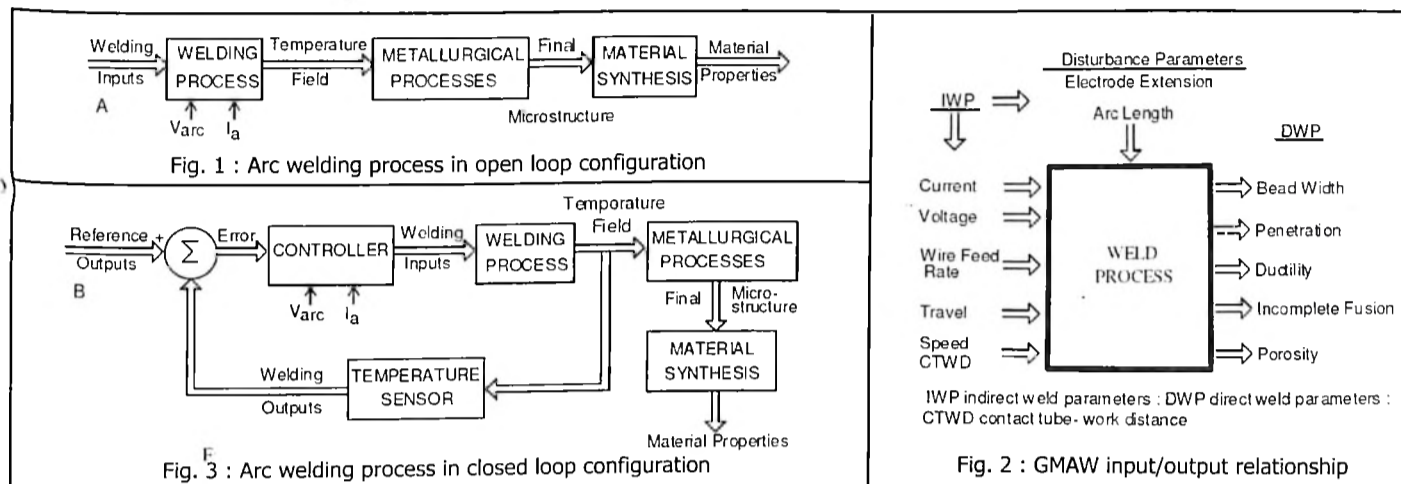 Welding
Inputs
A
WELDING
PROCESS
Varc
Ia
Temperature
Field
METALLURGICAL
PROCESSES
Final
Microstructure
MATERIAL
SYNTHESIS
Material
Properties
Fig. 1 : Arc welding process in open loop configuration
Reference
Outputs
B
+
Σ
Error
CONTROLLER
Varc
Ia
Welding
Inputs
WELDING
PROCESS
Temporature
Field
METALLURGICAL
PROCESSES
Final
Micro-
structure
MATERIAL
SYNTHESIS
Material Properties
TEMPERATURE
SENSOR
Welding
Outputs
Fig. 3 : Arc welding process in closed loop configuration
Disturbance Parameters
Electrode Extension
IWP
Arc Length
DWP
Current
Voltage
Wire Feed
Rate
Travel
Speed
CTWD
WELD
PROCESS
Bead Width
Penetration
Ductility
Incomplete Fusion
Porosity
IWP indirect weld parameters : DWP direct weld parameters :
CTWD contact tube- work distance
Fig. 2 : GMAW input/output relationship